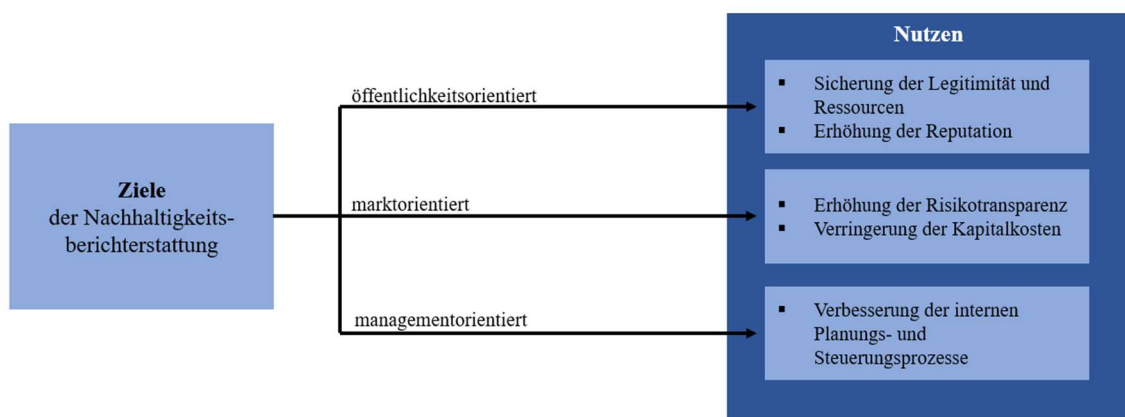 Nutzen
öffentlichkeitsorientiert
▪ Sicherung der Legitimität und
Ressourcen
▪ Erhöhung der Reputation
Ziele
der Nachhaltigkeits-
berichterstattung
marktorientiert
▪ Erhöhung der Risikotransparenz
▪ Verringerung der Kapitalkosten
managementorientiert
▪ Verbesserung der internen
Planungs- und
Steuerungsprozesse